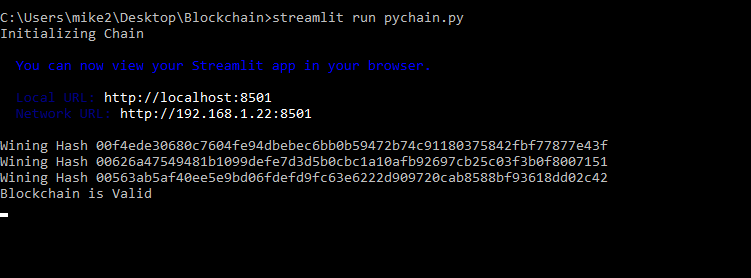 C:\Users\mike2\Desktop\Blockchain>streamlit run pychain.py
Initializing Chain
You can now view your Streamlit app in your browser.
Local URL: http://localhost:8501
Network URL: http://192.168.1.22:8501
Wining Hash 00f4ede30680c7604fe94dbebec6bb0b59472b74c91180375842fbf77877e43f
Wining Hash 00626a47549481b1099defe7d3d5b0cbc1a10afb92697cb25c03f3b0f8007151
Wining Hash 00563ab5af40ee5e9bd06fdefd9fc63e6222d909720cab8588bf93618dd02c42
Blockchain is Valid